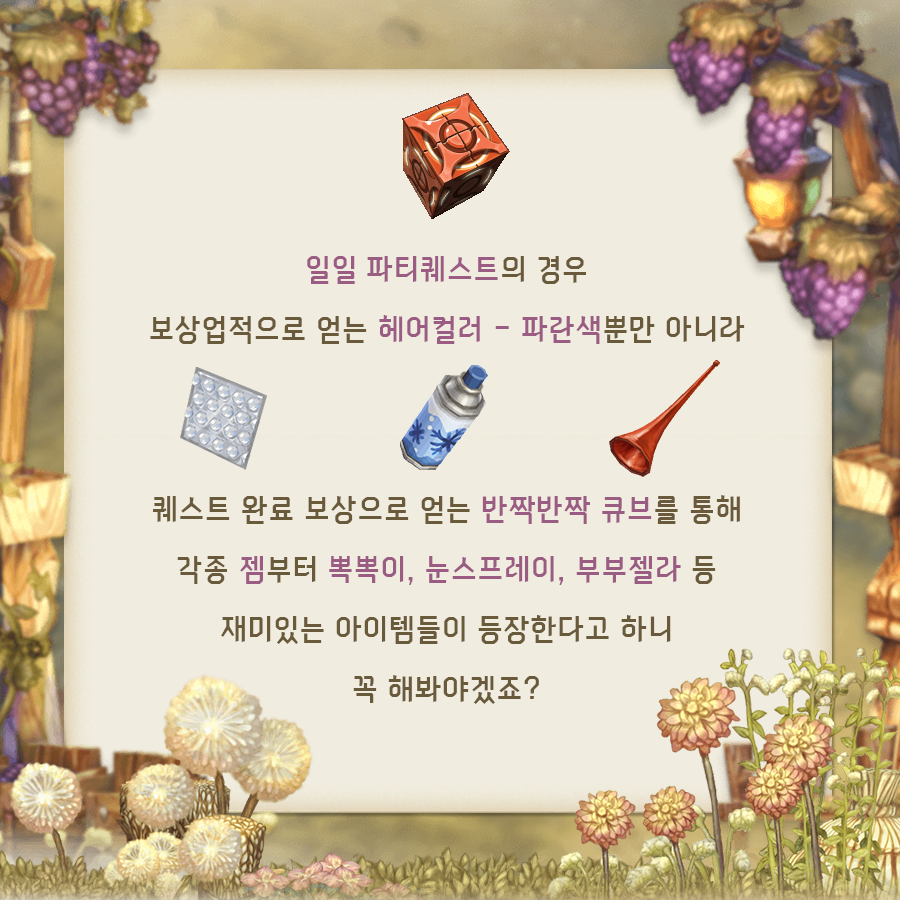 일일 파티퀘스트의 경우
보상업적으로 얻는 헤어컬러 - 파란색뿐만 아니라
퀘스트 완료 보상으로 얻는 반짝반짝 큐브를 통해
각종 젬부터 뽁뽁이, 눈스프레이, 부부젤라 등
재미있는 아이템들이 등장한다고 하니
꼭 해봐야겠죠?